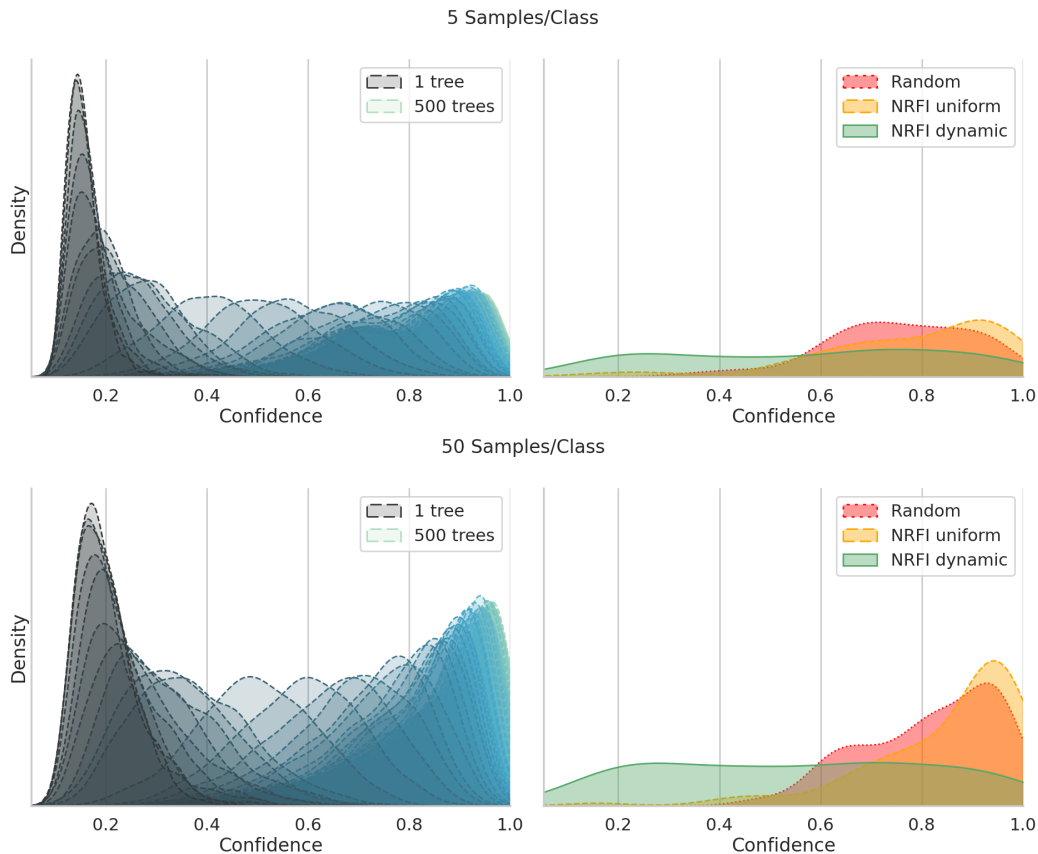 5 Samples/Class
1 tree
500 trees
Random
NRFI uniform
NRFI dynamic
Density
0.2 0.4 0.6 0.8 1.0
Confidence
0.2 0.4 0.6 0.8 1.0
Confidence
50 Samples/Class
1 tree
500 trees
Random
NRFI uniform
NRFI dynamic
Density
0.2 0.4 0.6 0.8 1.0
Confidence
0.2 0.4 0.6 0.8 1.0
Confidence